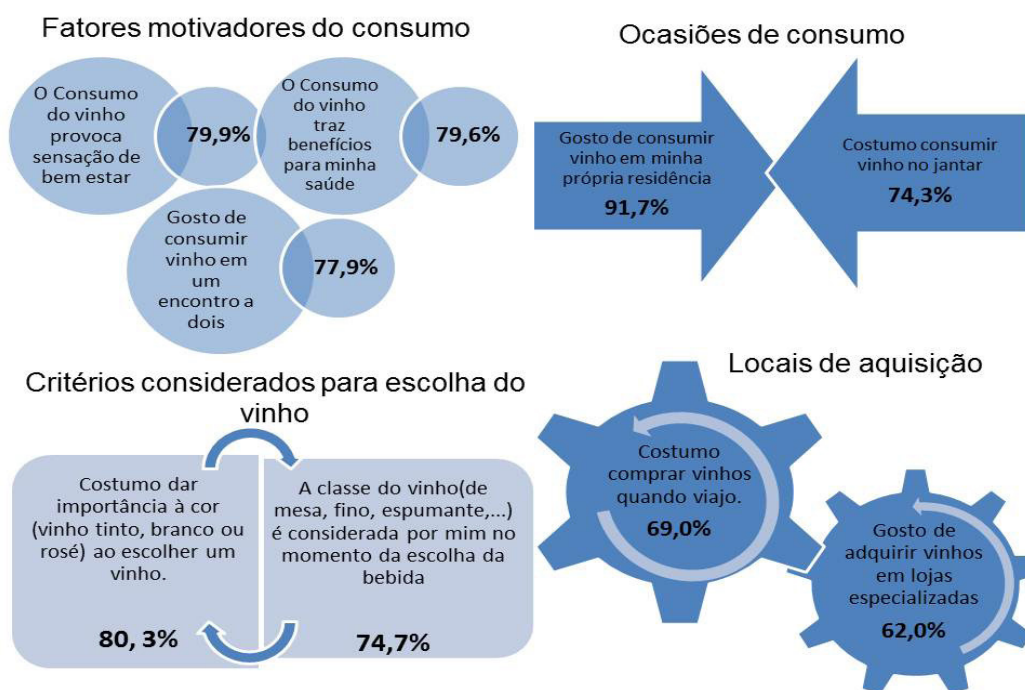 Fatores motivadores do consumo
O Consumo
do vinho
provoca
sensação de
bem estar
79,9%
O Consumo
do vinho
traz
benefícios
para minha
saúde
79,6%
Gosto de
consumir
vinho em
um
encontro a
dois
77,9%
Ocasiões de consumo
Gosto de consumir
vinho em minha
própria residência
91,7%
Costumo consumir
vinho no jantar
74,3%
Critérios considerados para escolha do
vinho
Costumo dar
importância à cor
(vinho tinto, branco ou
rosé) ao escolher um
vinho.
80, 3%
A classe do vinho(de
mesa, fino, espumante,...)
é considerada por mim no
momento da escolha da
bebida
74,7%
Locais de aquisição
Costumo
comprar vinhos
quando viajo.
69,0%
Gosto de
adquirir vinhos
em lojas
especializadas
62,0%